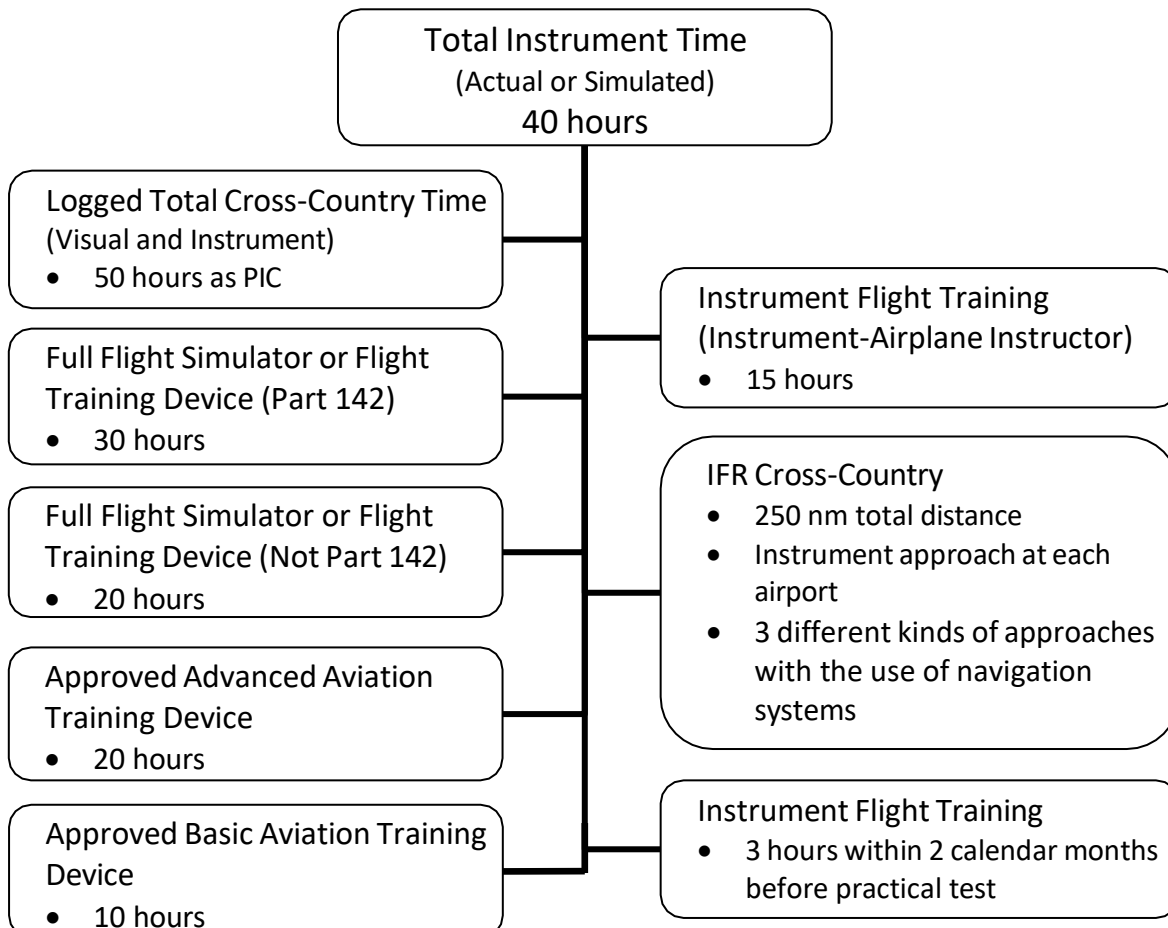 Total Instrument Time
(Actual or Simulated)
40 hours
Logged Total Cross-Country Time
(Visual and Instrument)
• 50 hours as PIC
Full Flight Simulator or Flight
Training Device (Part 142)
• 30 hours
Full Flight Simulator or Flight
Training Device (Not Part 142)
• 20 hours
Approved Advanced Aviation
Training Device
• 20 hours
Approved Basic Aviation Training
Device
• 10 hours
Instrument Flight Training
(Instrument-Airplane Instructor)
• 15 hours
IFR Cross-Country
• 250 nm total distance
• Instrument approach at each
airport
• 3 different kinds of approaches
with the use of navigation
systems
Instrument Flight Training
• 3 hours within 2 calendar months
before practical test